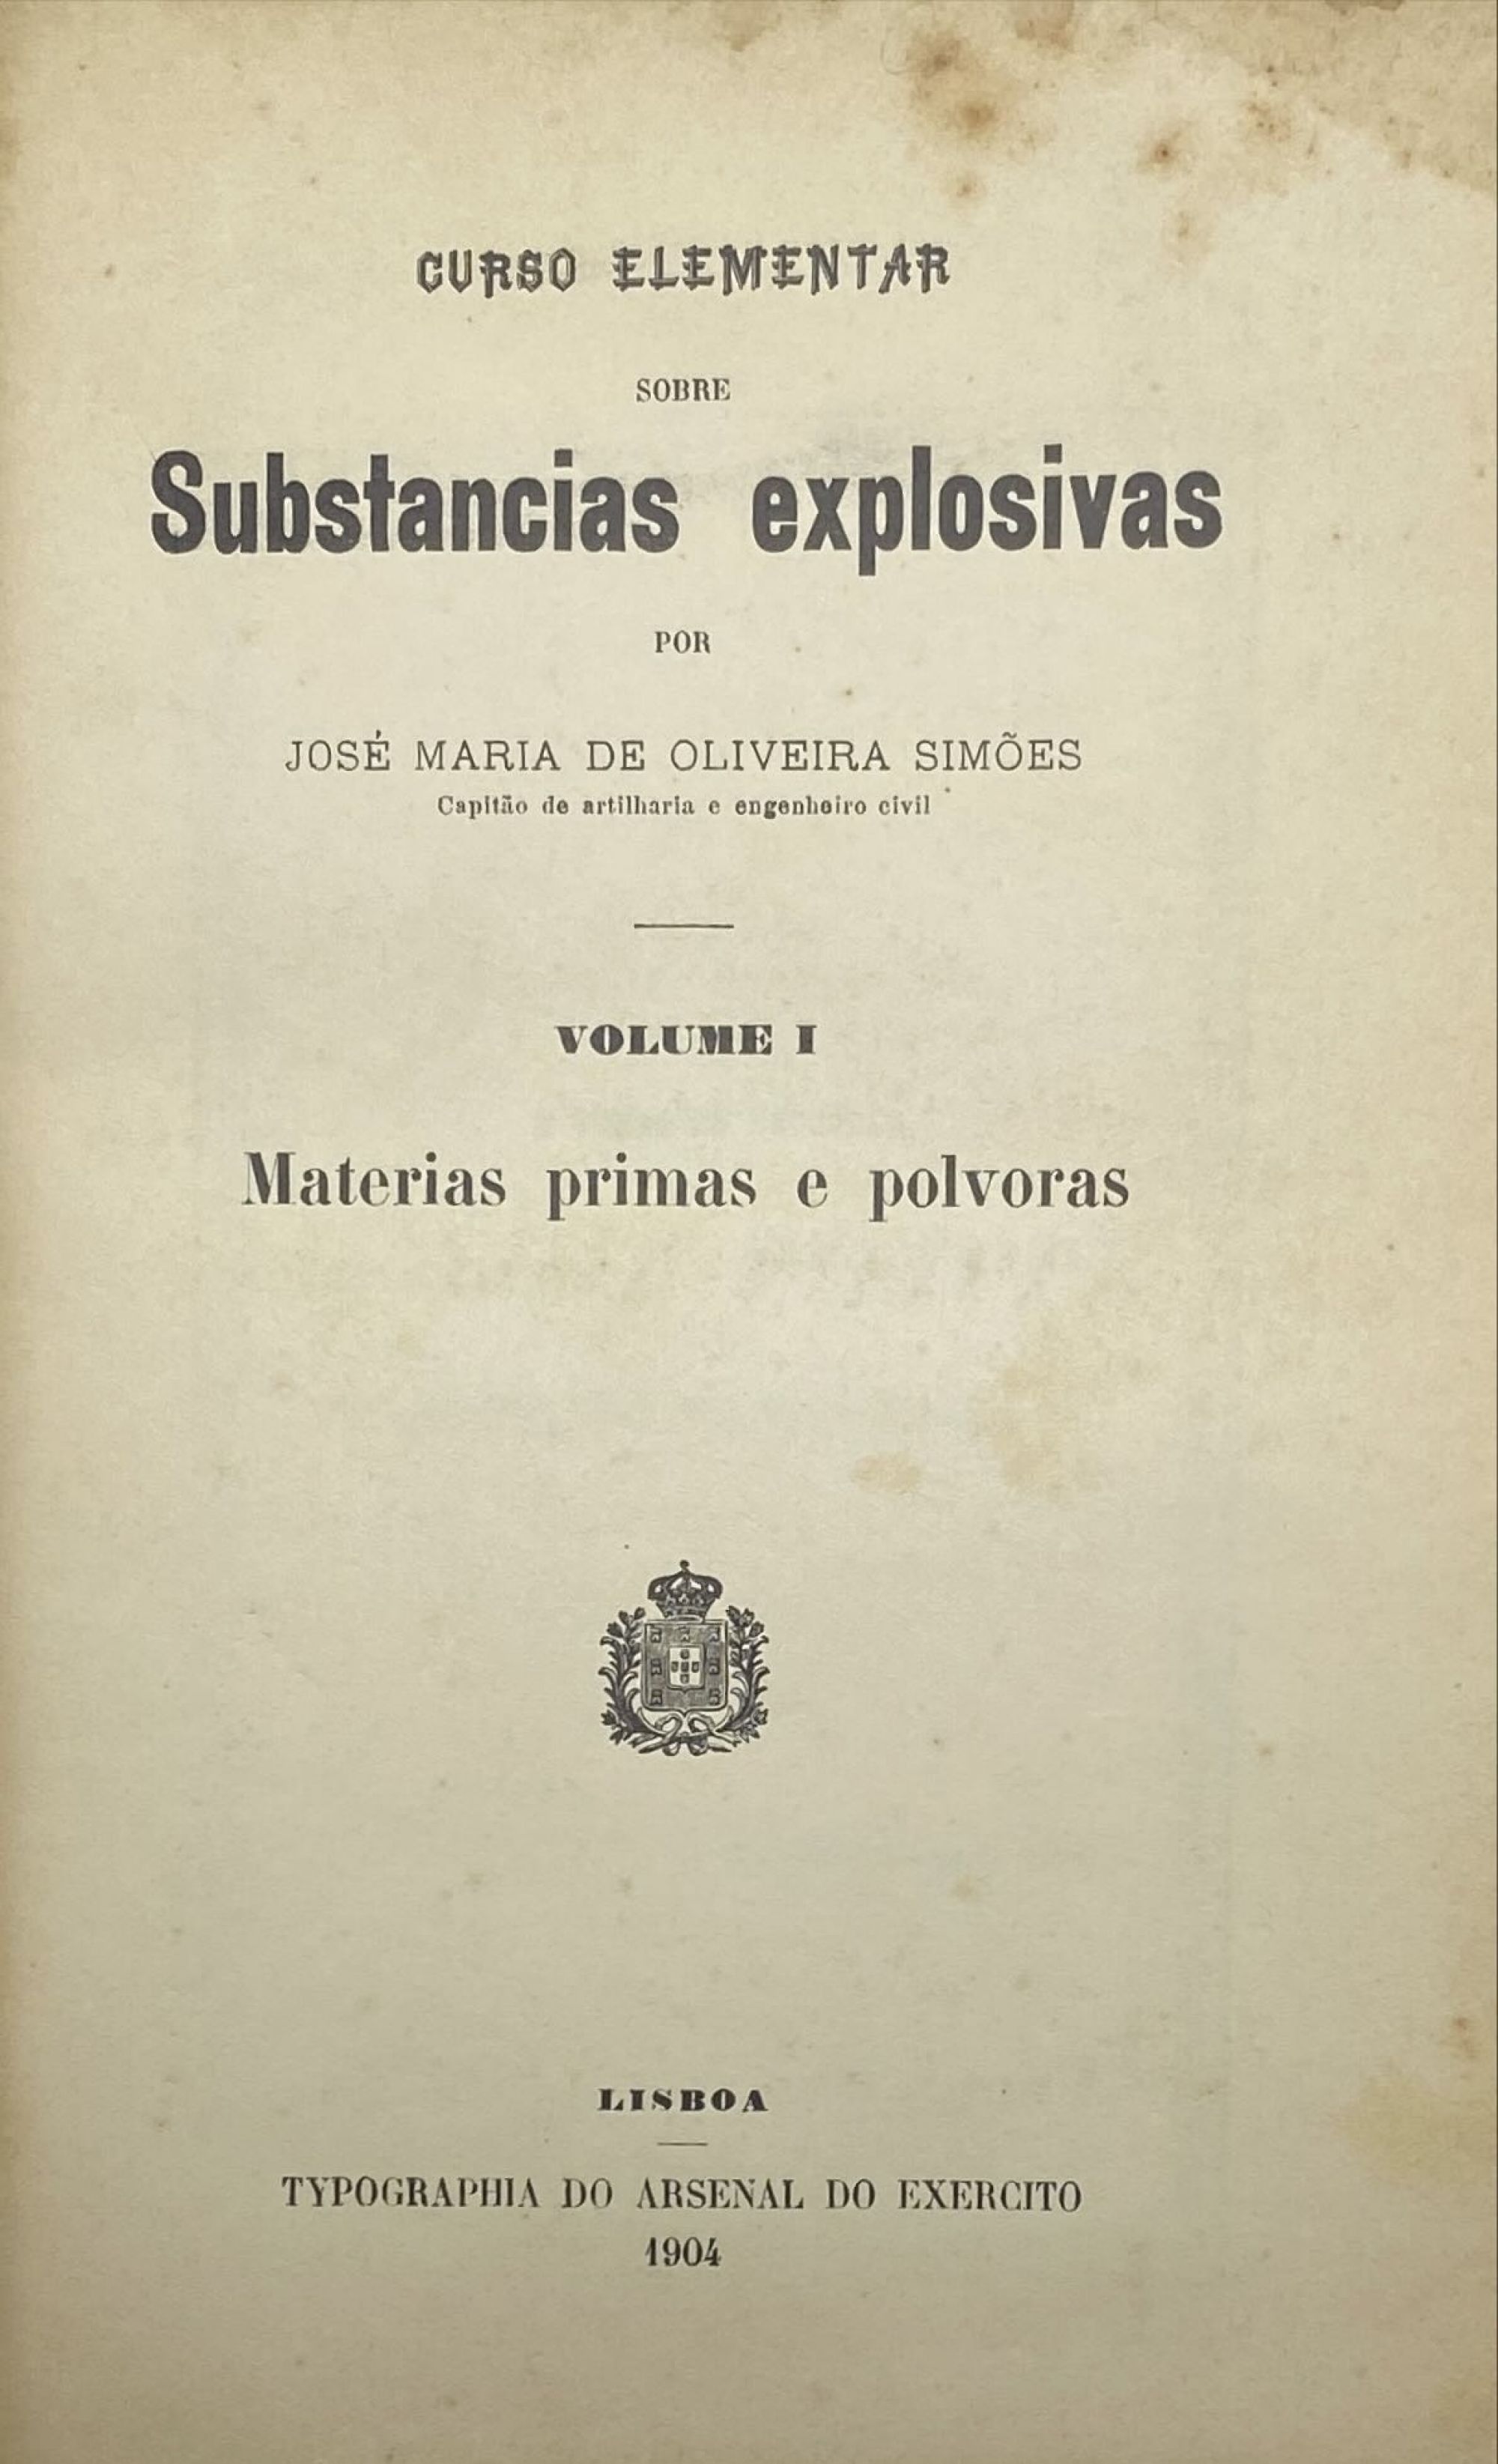 CURSO ELEMENTAR
SOBRE
Substancias explosivas
POR
JOSÉ MARIA DE OLIVEIRA SIMÕES
Capitão de artilharia e engenheiro civil
VOLUME I
Materias primas e polvoras
LISBOA
TYPOGRAPHIA DO ARSENAL DO EXERCITO
1904